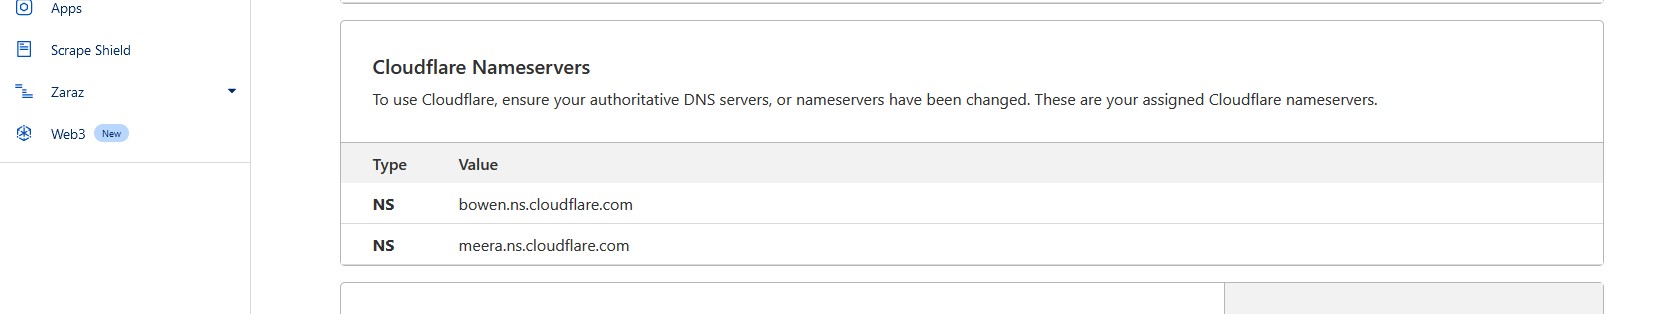 Apps
Scrape Shield
Zaraz
Web3 New
Cloudflare Nameservers
To use Cloudflare, ensure your authoritative DNS servers, or nameservers have been changed. These are your assigned Cloudflare nameservers.
Type Value
NS bowen.ns.cloudflare.com
NS meera.ns.cloudflare.com